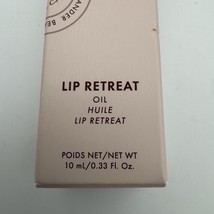 LIP RETREAT
OIL
HUILE
LIP RETREAT
POIDS NET/NET WT
10 mL/0.33 Fl. Oz.